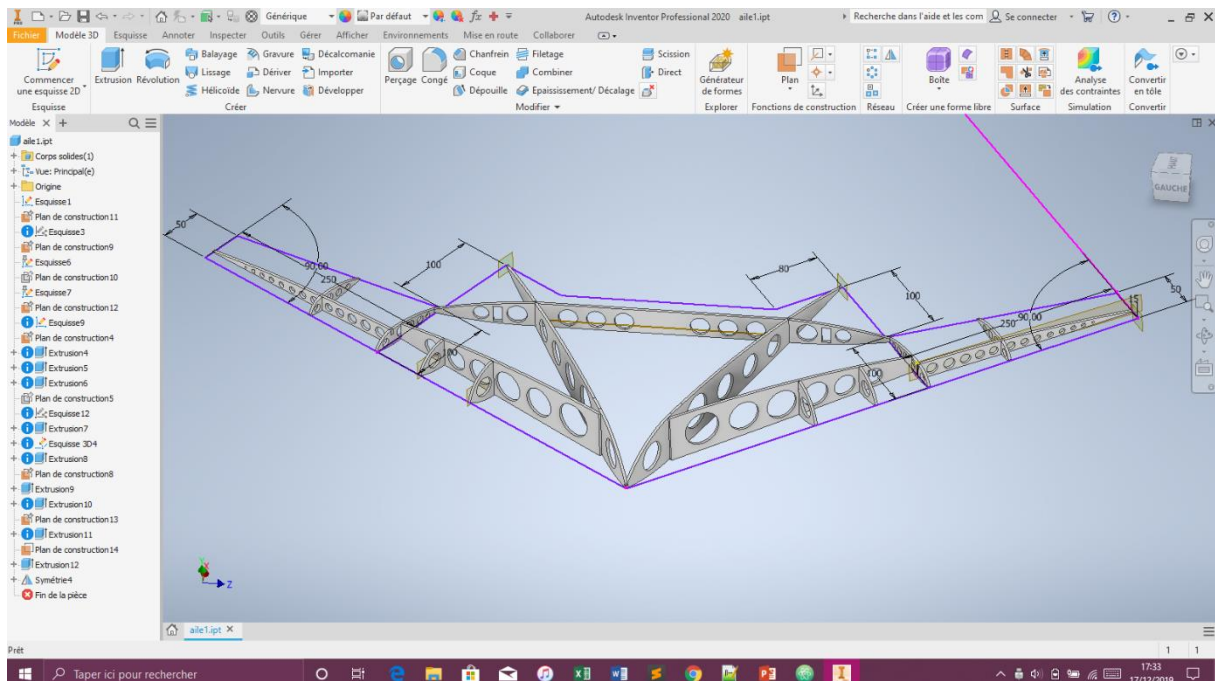 PRO
Générique
Par défaut
fx
Autodesk Inventor Professional 2020 aile1.ipt
Recherche dans l'aide et les com
Se connecter
Fichier Modèle 3D Esquisse Annoter Inspecter Outils Gérer Afficher Environnements Mise en route Collaborer
Commencer une esquisse 2D
Extrusion Révolution
Balayage Gravure Décalcomanie
Lissage Dériver Importer
Hélicoïde Nervure Développer
Perçage Congé
Chanfrein Filetage Scission
Coque Combiner Direct
Dépouille Epaississement/ Décalage
Générateur de formes
Plan
Boîte
Analyse des contraintes
Convertir en tôle
Esquisse Créer Modifier Explorer Fonctions de construction Réseau Créer une forme libre Surface Simulation Convertir
Modèle
aile1.ipt
Corps solides(1)
Vue: Principal(e)
Origine
Esquisse1
Plan de construction11
Esquisse3
Plan de construction9
Esquisse6
Plan de construction10
Esquisse7
Plan de construction12
Esquisse9
Plan de construction4
Extrusion4
Extrusion5
Extrusion6
Plan de construction5
Esquisse12
Extrusion7
Esquisse 3D4
Extrusion8
Plan de construction8
Extrusion9
Extrusion10
Plan de construction13
Extrusion11
Plan de construction14
Extrusion12
Symétrie4
Fin de la pièce
50
90,00
250
100
100
80
100
100
250
90,00
15
50
GAUCHE
Z
aile1.ipt
Prêt
1 1
Taper ici pour rechercher
17:33
17/12/2019